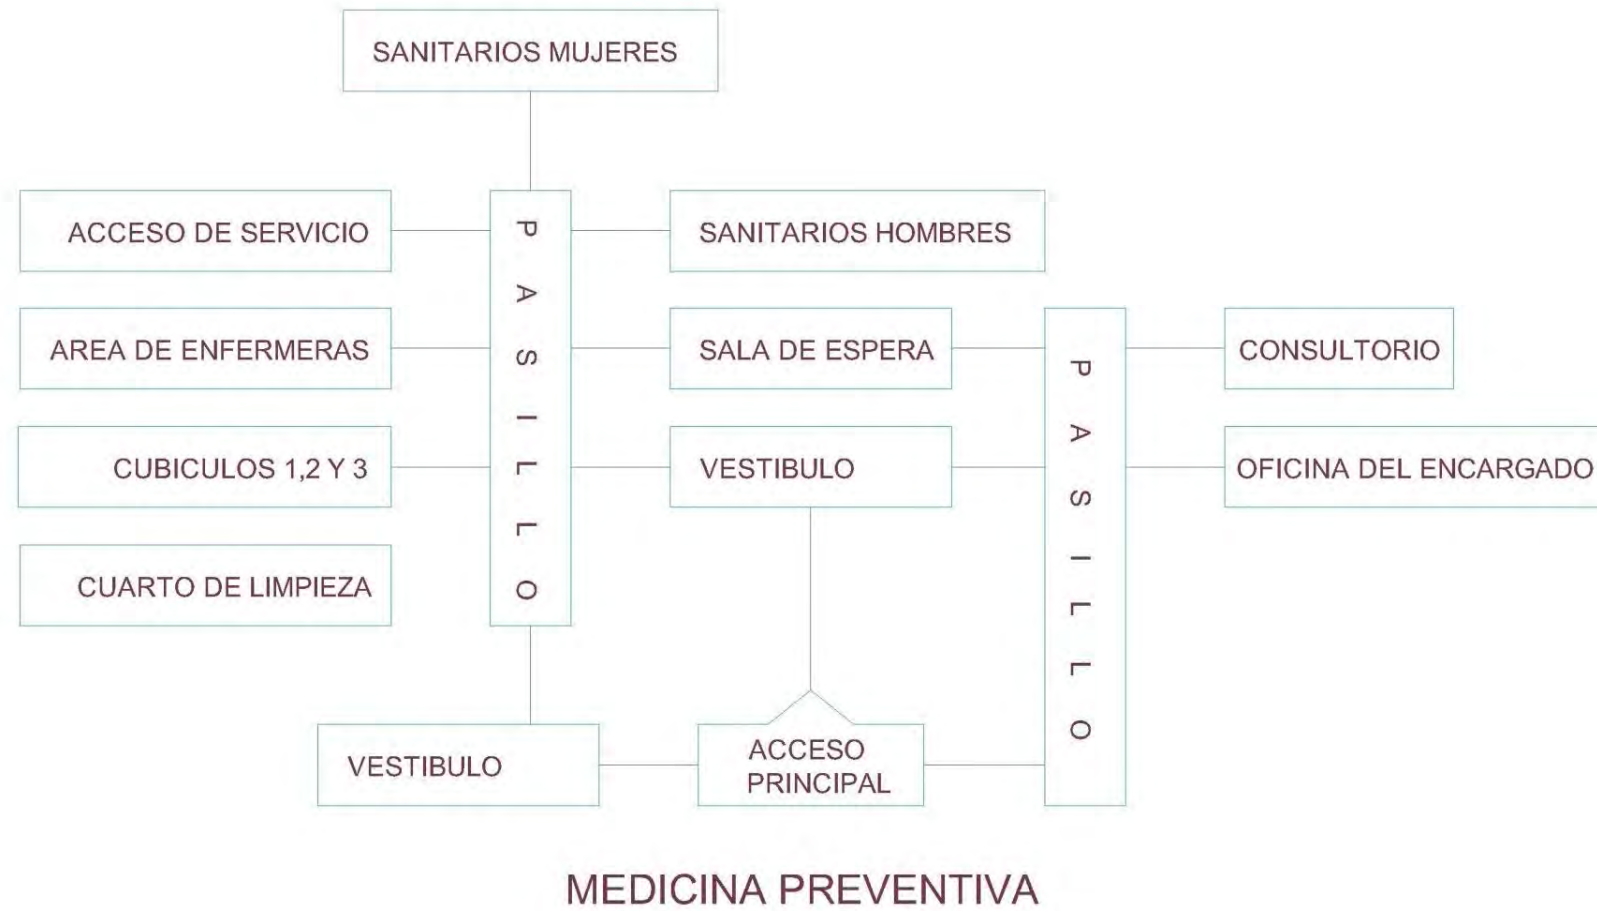 SANITARIOS MUJERES
ACCESO DE SERVICIO
PASILLO
SANITARIOS HOMBRES
AREA DE ENFERMERAS
SALA DE ESPERA
PASILLO
CONSULTORIO
CUBICULOS 1,2 Y 3
VESTIBULO
OFICINA DEL ENCARGADO
CUARTO DE LIMPIEZA
VESTIBULO
ACCESO
PRINCIPAL
MEDICINA PREVENTIVA